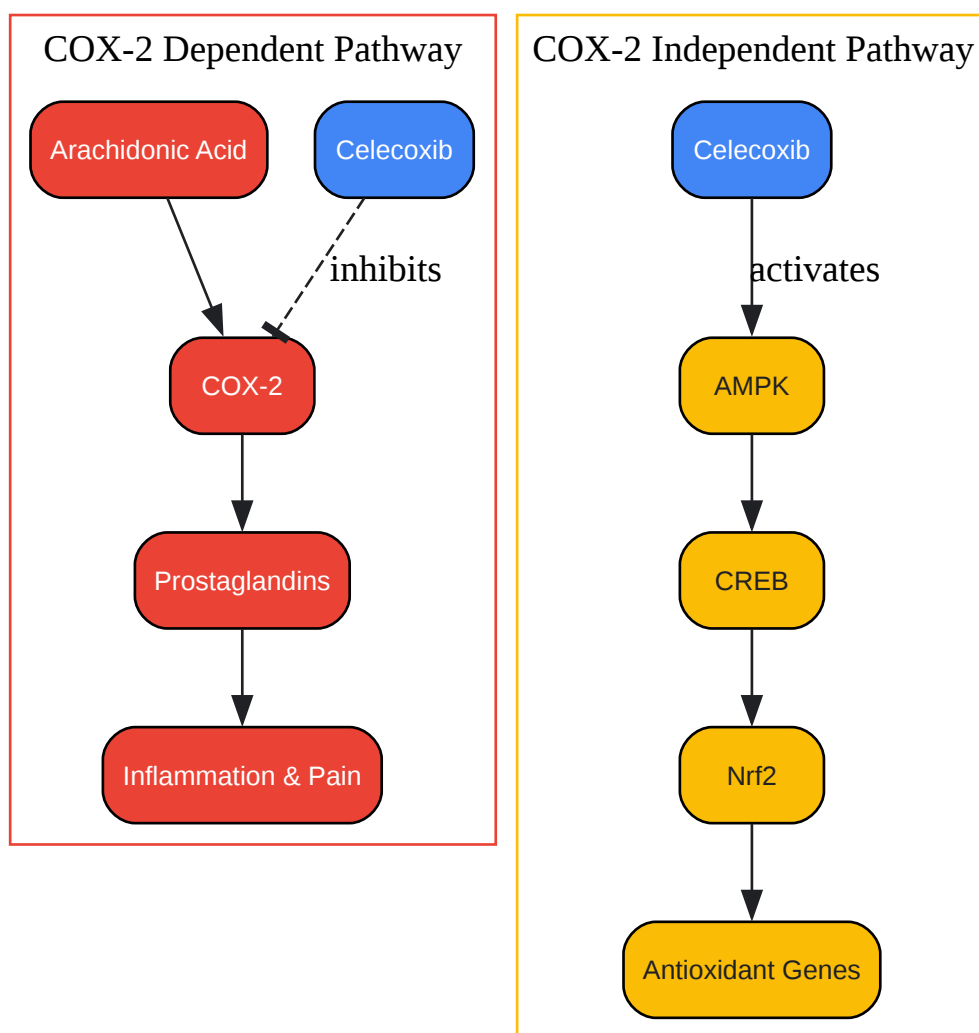 COX-2 Dependent Pathway
Arachidonic Acid
Celecoxib
inhibits
COX-2
Prostaglandins
Inflammation & Pain
COX-2 Independent Pathway
Celecoxib
activates
AMPK
CREB
Nrf2
Antioxidant Genes